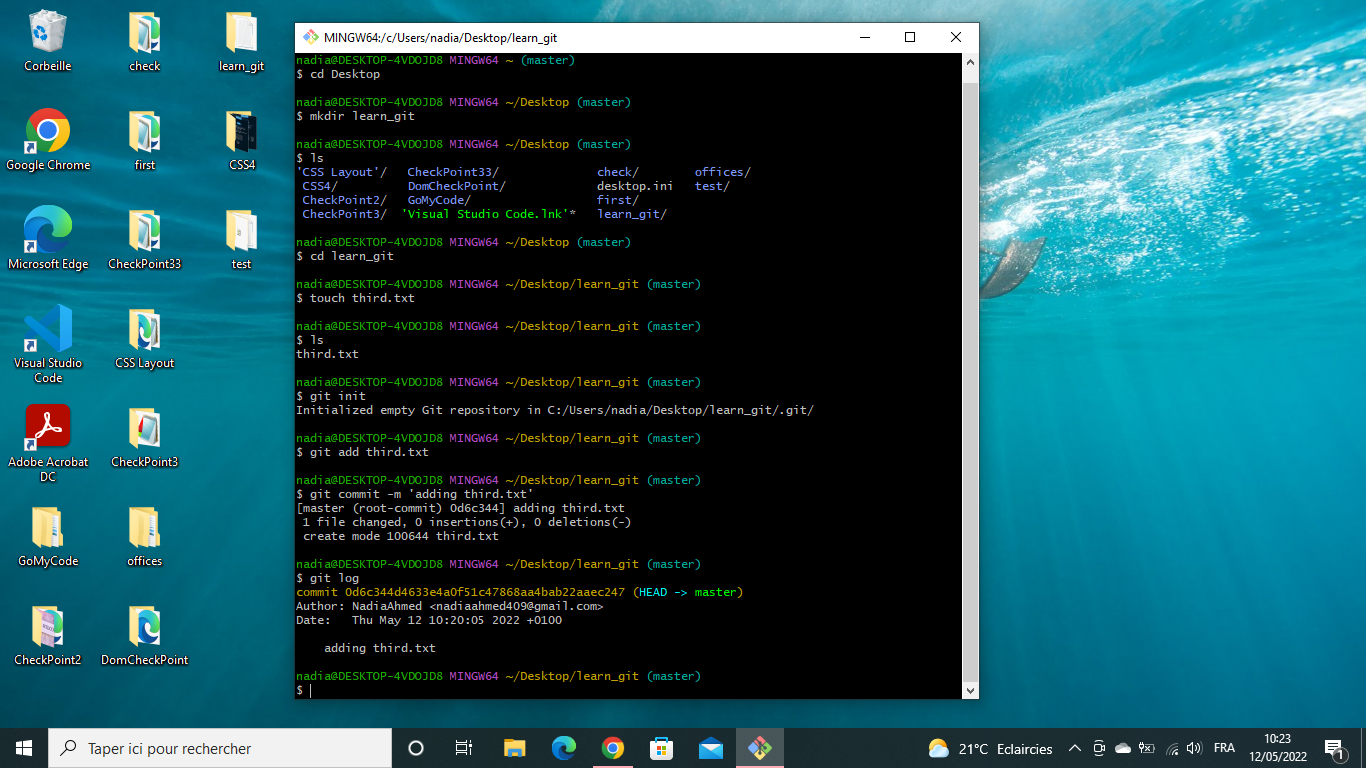 Corbeille
check
learn_git
Google Chrome
first
CSS4
Microsoft Edge
CheckPoint33
test
Visual Studio
Code
CSS Layout
Adobe Acrobat
DC
CheckPoint3
GoMyCode
offices
CheckPoint2
DomCheckPoint
MINGW64:/c/Users/nadia/Desktop/learn_git
nadia@DESKTOP-4VDOJD8 MINGW64 ~ (master)
$ cd Desktop
nadia@DESKTOP-4VDOJD8 MINGW64 ~/Desktop (master)
$ mkdir learn_git
nadia@DESKTOP-4VDOJD8 MINGW64 ~/Desktop (master)
$ ls
'CSS Layout'/   CheckPoint33/              check/        offices/
 CSS4/          DomCheckPoint/             desktop.ini   test/
 CheckPoint2/   GoMyCode/                  first/
 CheckPoint3/  'Visual Studio Code.lnk'*   learn_git/
nadia@DESKTOP-4VDOJD8 MINGW64 ~/Desktop (master)
$ cd learn_git
nadia@DESKTOP-4VDOJD8 MINGW64 ~/Desktop/learn_git (master)
$ touch third.txt
nadia@DESKTOP-4VDOJD8 MINGW64 ~/Desktop/learn_git (master)
$ ls
third.txt
nadia@DESKTOP-4VDOJD8 MINGW64 ~/Desktop/learn_git (master)
$ git init
Initialized empty Git repository in C:/Users/nadia/Desktop/learn_git/.git/
nadia@DESKTOP-4VDOJD8 MINGW64 ~/Desktop/learn_git (master)
$ git add third.txt
nadia@DESKTOP-4VDOJD8 MINGW64 ~/Desktop/learn_git (master)
$ git commit -m 'adding third.txt'
[master (root-commit) 0d6c344] adding third.txt
 1 file changed, 0 insertions(+), 0 deletions(-)
 create mode 100644 third.txt
nadia@DESKTOP-4VDOJD8 MINGW64 ~/Desktop/learn_git (master)
$ git log
commit 0d6c344d4633e4a0f51c47868aa4bab22aaec247 (HEAD -> master)
Author: NadiaAhmed <nadiaahmed409@gmail.com>
Date:   Thu May 12 10:20:05 2022 +0100
    adding third.txt
nadia@DESKTOP-4VDOJD8 MINGW64 ~/Desktop/learn_git (master)
$
Taper ici pour rechercher
21°C Eclaircies
FRA
10:23
12/05/2022
1